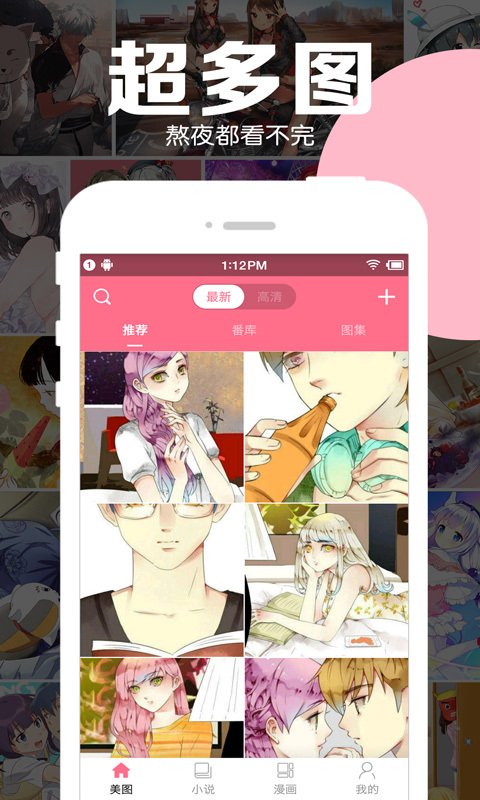 超多图
熬夜都看不完
1 1:12PM
最新 高清
推荐 番库 图集
美图 小说 漫画 我的